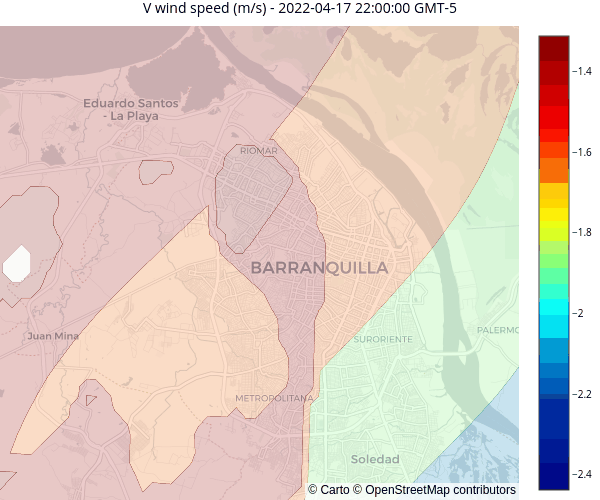 V wind speed (m/s) - 2022-04-17 22:00:00 GMT-5
Eduardo Santos
- La Playa
RIOMAR
BARRANQUILLA
Juan Mina
SURORIENTE
PALERMO
METROPOLITANA
Soledad
© Carto © OpenStreetMap contributors
−1.4
−1.6
−1.8
−2
−2.2
−2.4